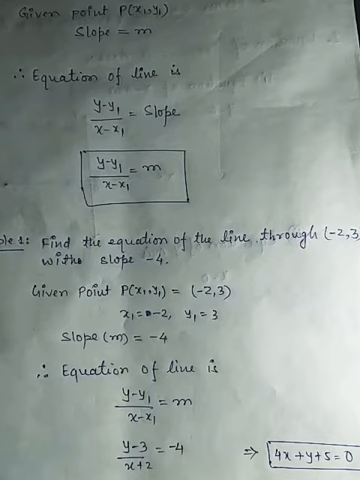 Given point P(x₁,y₁)
Slope = m
∴ Equation of line is
y-y₁/x-x₁ = Slope
y-y₁/x-x₁ = m
ple 1: Find the equation of the line through (-2,3)
with slope -4.
Given Point P(x₁,y₁) = (-2,3)
x₁=-2, y₁=3
Slope(m) = -4
∴ Equation of line is
y-y₁/x-x₁ = m
y-3/x+2 = -4 ⇒ 4x+y+5=0